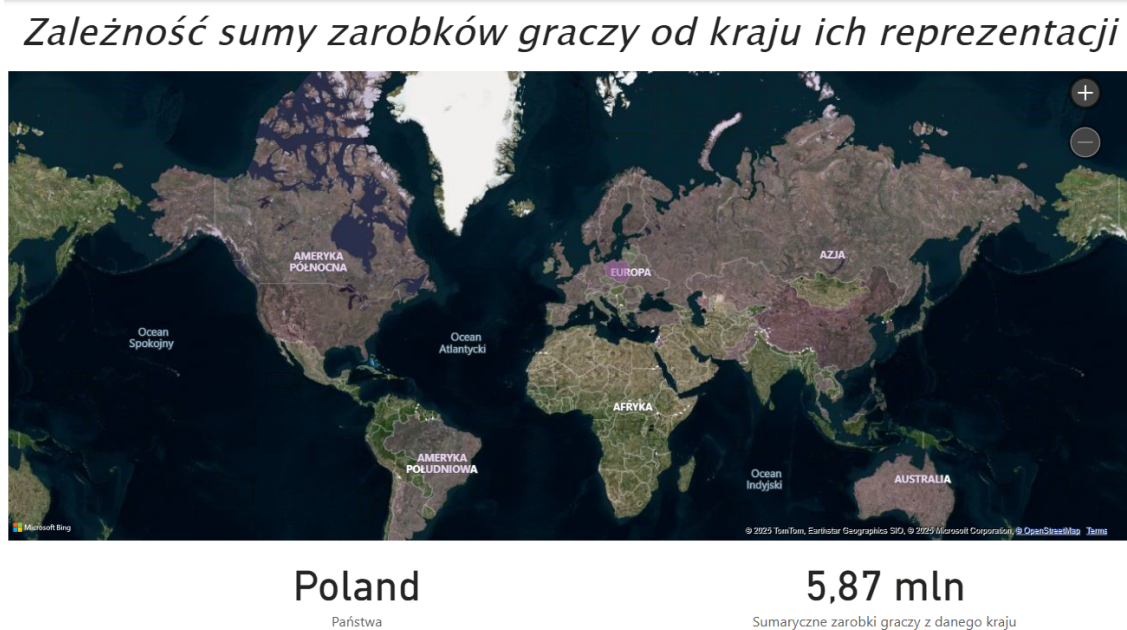 Zależność sumy zarobków graczy od kraju ich reprezentacji
AMERYKA
PÓŁNOCNA
EUROPA
AZJA
Ocean
Spokojny
Ocean
Atlantycki
AFRYKA
AMERYKA
POŁUDNIOWA
Ocean
Indyjski
AUSTRALIA
Microsoft Bing
© 2025 TomTom, Earthstar Geographics SIO, © 2025 Microsoft Corporation, © OpenStreetMap Terms
Poland
5,87 mln
Państwa
Sumaryczne zarobki graczy z danego kraju